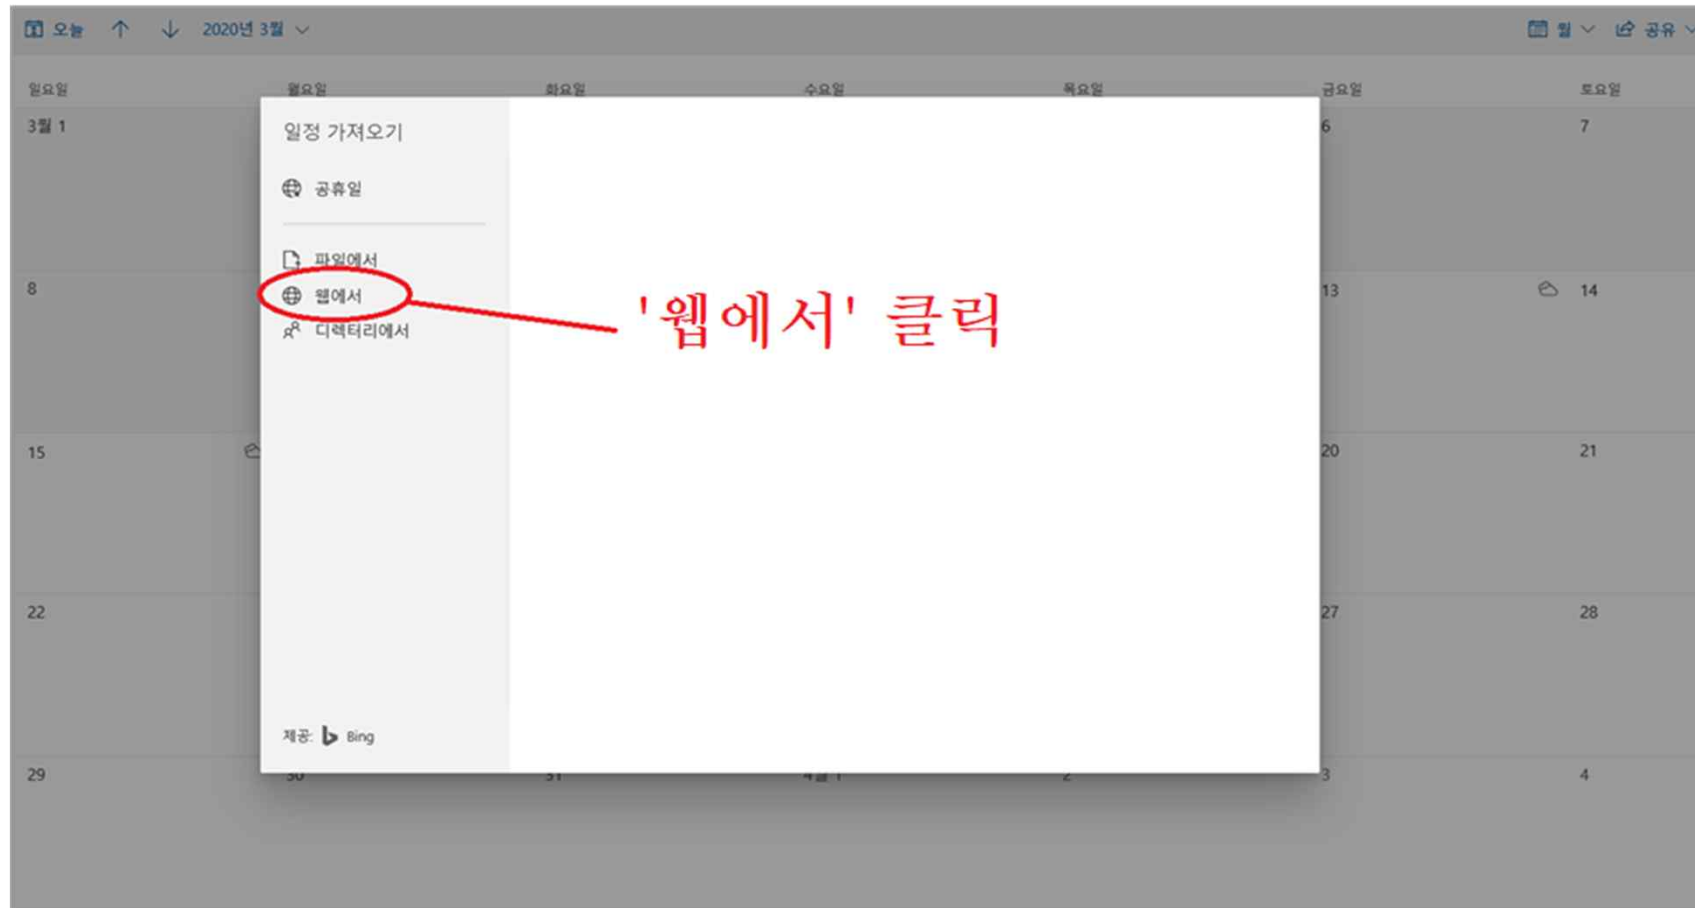 오늘 2020년 3월 월 공유
일요일 월요일 화요일 수요일 목요일 금요일 토요일
3월 1 6 7
일정 가져오기
공휴일
파일에서
8 13 14
웹에서
'웹에서' 클릭
디렉터리에서
15 20 21
22 27 28
제공: Bing
29 30 31 4월 1 2 3 4